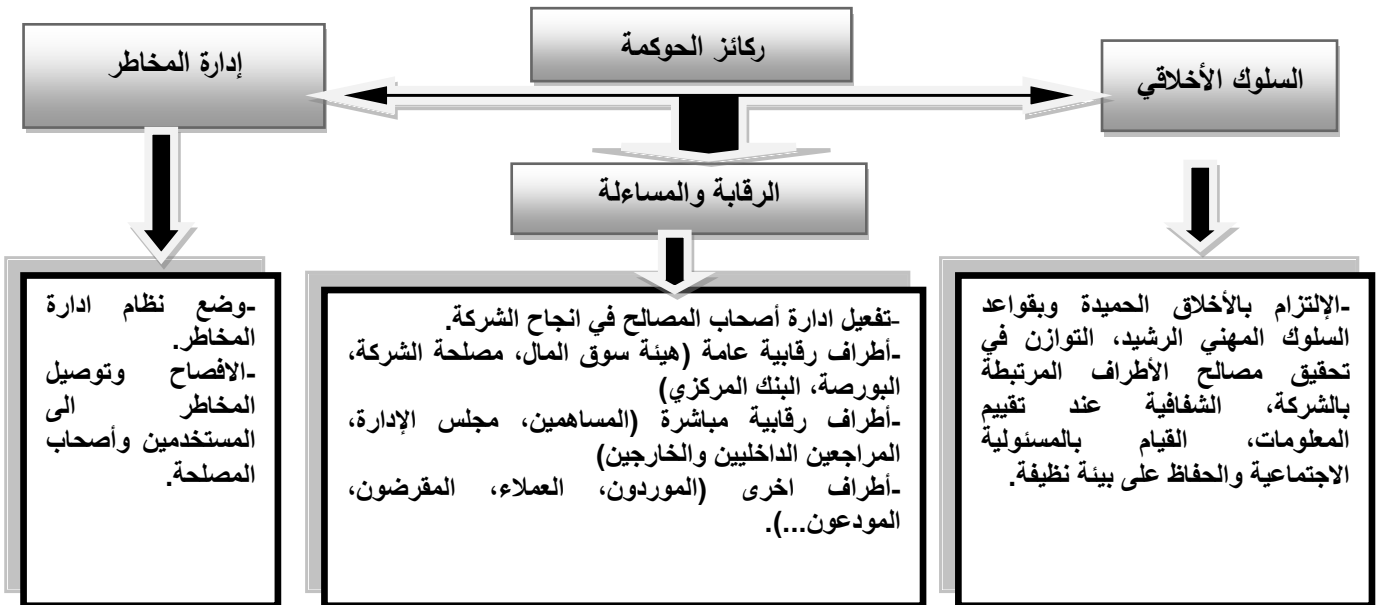 ركائز الحوكمة
السلوك الأخلاقي
إدارة المخاطر
الرقابة والمساءلة
-الإلتزام بالأخلاق الحميدة وبقواعد
السلوك المهني الرشيد، التوازن في
تحقيق مصالح الأطراف المرتبطة
بالشركة، الشفافية عند تقييم
المعلومات، القيام بالمسئولية
الاجتماعية والحفاظ على بيئة نظيفة.
-تفعيل ادارة أصحاب المصالح في انجاح الشركة.
-أطراف رقابية عامة (هيئة سوق المال، مصلحة الشركة،
البورصة، البنك المركزي)
-أطراف رقابية مباشرة (المساهمين، مجلس الإدارة،
المراجعين الداخليين والخارجين)
-أطراف اخرى (الموردون، العملاء، المقرضون،
المودعون...).
-وضع نظام ادارة
المخاطر.
-الافصاح وتوصيل
المخاطر الى
المستخدمين وأصحاب
المصلحة.